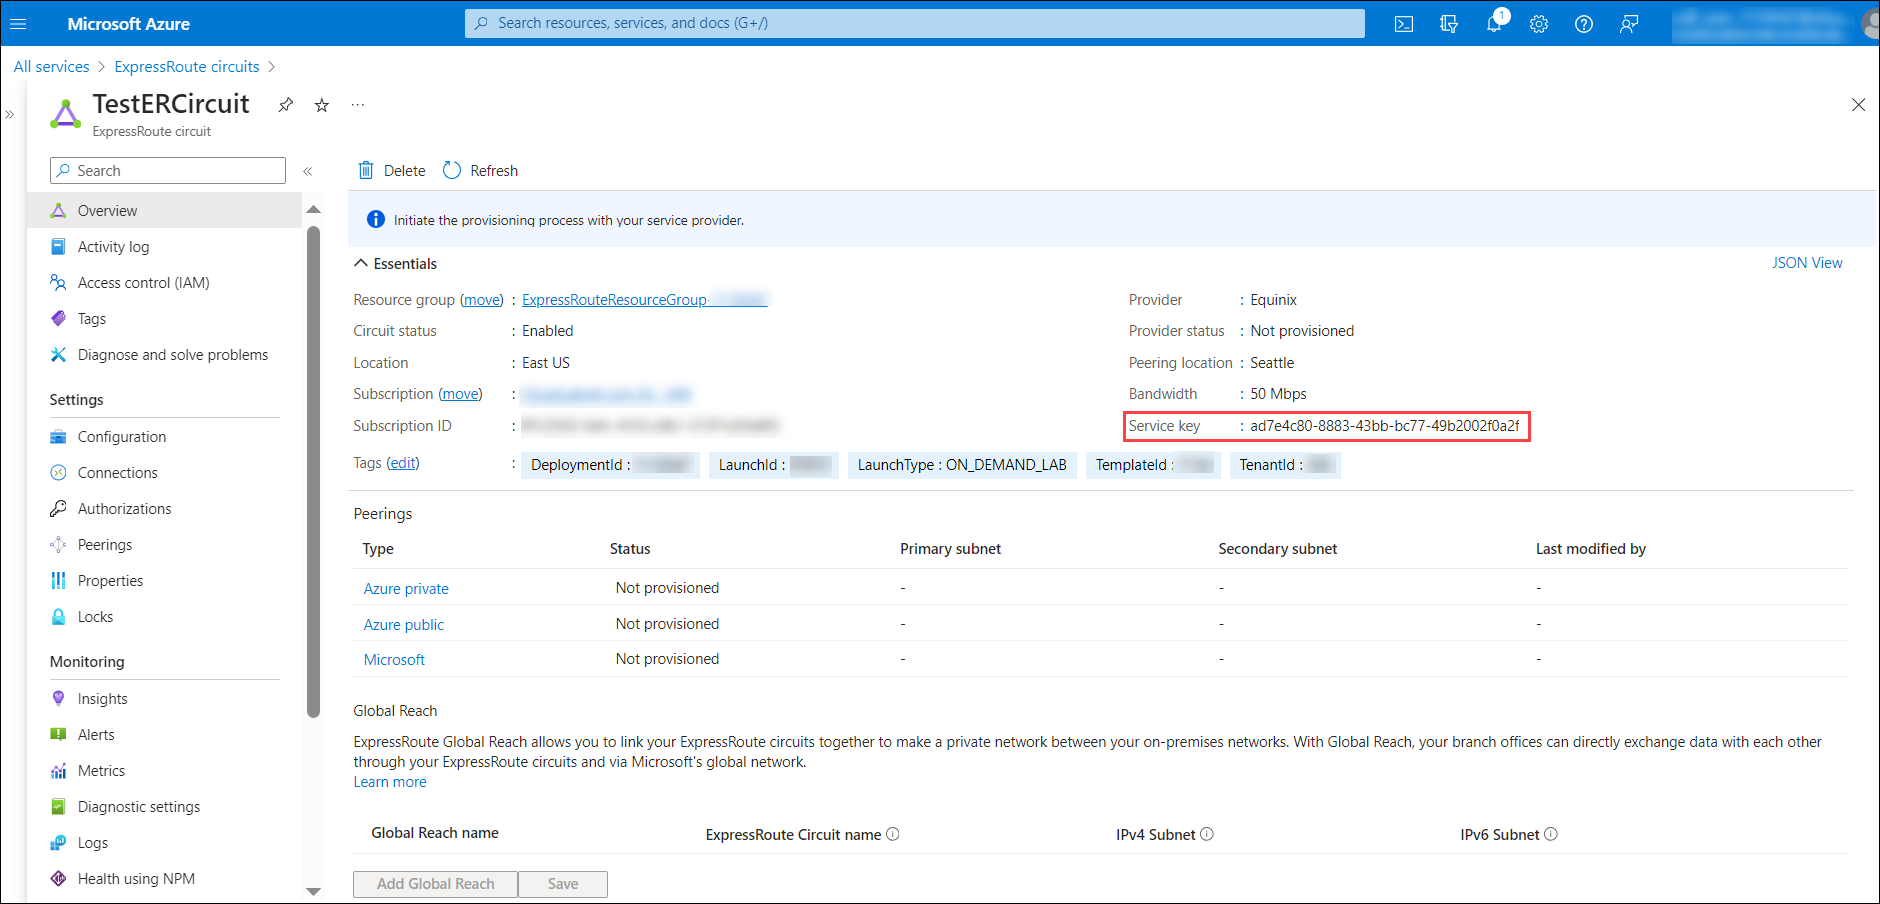 Microsoft Azure
Search resources, services, and docs (G+/)
1
All services > ExpressRoute circuits >
TestERCircuit
ExpressRoute circuit
Search
Delete Refresh
Overview
Activity log
Access control (IAM)
Tags
Diagnose and solve problems
Settings
Configuration
Connections
Authorizations
Peerings
Properties
Locks
Monitoring
Insights
Alerts
Metrics
Diagnostic settings
Logs
Health using NPM
Initiate the provisioning process with your service provider.
Essentials
JSON View
Resource group (move) : ExpressRouteResourceGroup-
Circuit status : Enabled
Location : East US
Subscription (move) :
Subscription ID :
Provider : Equinix
Provider status : Not provisioned
Peering location : Seattle
Bandwidth : 50 Mbps
Service key : ad7e4c80-8883-43bb-bc77-49b2002f0a2f
Tags (edit) : DeploymentId : LaunchId : LaunchType : ON_DEMAND_LAB TemplateId : TenantId :
Peerings
Type Status Primary subnet Secondary subnet Last modified by
Azure private Not provisioned - - -
Azure public Not provisioned - - -
Microsoft Not provisioned - - -
Global Reach
ExpressRoute Global Reach allows you to link your ExpressRoute circuits together to make a private network between your on-premises networks. With Global Reach, your branch offices can directly exchange data with each other
through your ExpressRoute circuits and via Microsoft's global network.
Learn more
Global Reach name ExpressRoute Circuit name IPv4 Subnet IPv6 Subnet
Add Global Reach Save